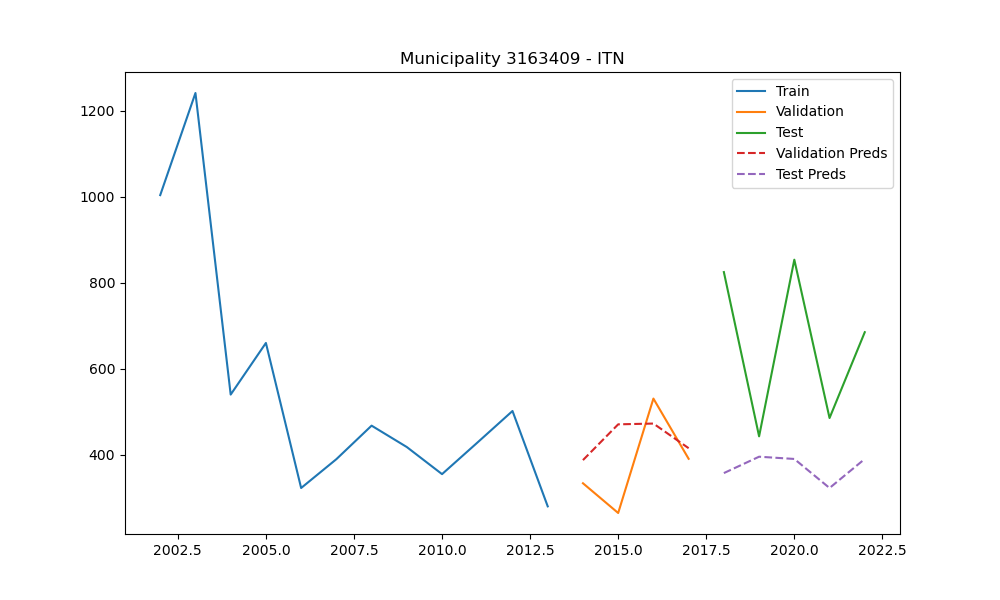 Municipality 3163409 - ITN
Train
Validation
Test
Validation Preds
Test Preds
1200
1000
800
600
400
2002.5 2005.0 2007.5 2010.0 2012.5 2015.0 2017.5 2020.0 2022.5